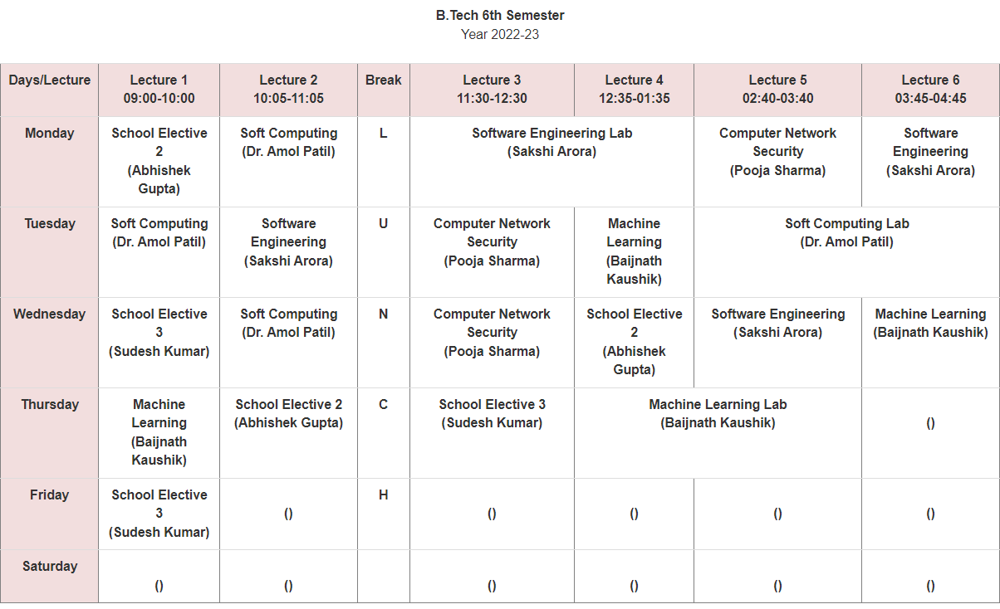 B.Tech 6th Semester
Year 2022-23
Days/Lecture Lecture 1 Lecture 2 Break Lecture 3 Lecture 4 Lecture 5 Lecture 6
09:00-10:00 10:05-11:05 11:30-12:30 12:35-01:35 02:40-03:40 03:45-04:45
Monday School Elective Soft Computing L Software Engineering Lab Computer Network Software
2 (Dr. Amol Patil) (Sakshi Arora) Security Engineering
(Abhishek (Pooja Sharma) (Sakshi Arora)
Gupta)
Tuesday Soft Computing Software U Computer Network Machine Soft Computing Lab
(Dr. Amol Patil) Engineering Security Learning (Dr. Amol Patil)
(Sakshi Arora) (Pooja Sharma) (Baijnath
Kaushik)
Wednesday School Elective Soft Computing N Computer Network School Elective Software Engineering Machine Learning
3 (Dr. Amol Patil) Security 2 (Sakshi Arora) (Baijnath Kaushik)
(Sudesh Kumar) (Pooja Sharma) (Abhishek
Gupta)
Thursday Machine School Elective 2 C School Elective 3 Machine Learning Lab
Learning (Abhishek Gupta) (Sudesh Kumar) (Baijnath Kaushik) ()
(Baijnath
Kaushik)
Friday School Elective H
3 () () () () ()
(Sudesh Kumar)
Saturday
() () () () () ()